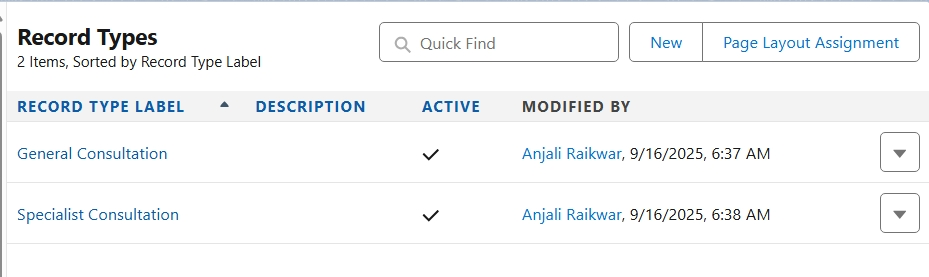 Record Types
2 Items, Sorted by Record Type Label
Quick Find
New
Page Layout Assignment
RECORD TYPE LABEL DESCRIPTION ACTIVE MODIFIED BY
General Consultation Anjali Raikwar, 9/16/2025, 6:37 AM
Specialist Consultation Anjali Raikwar, 9/16/2025, 6:38 AM